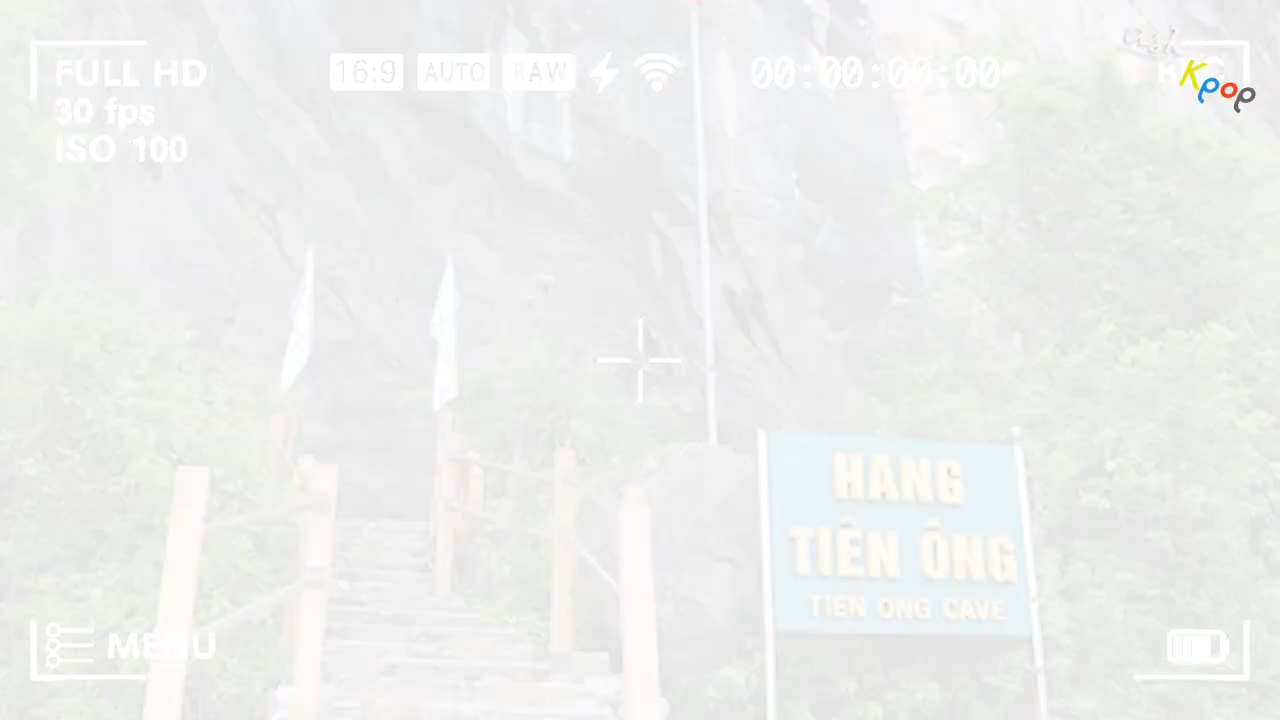 FULL HD
30 fps
ISO 100
16:9
AUTO
RAW
00:00:00:00
Kpop
HANG
TIÊN ÔNG
TIEN ONG CAVE
MENU